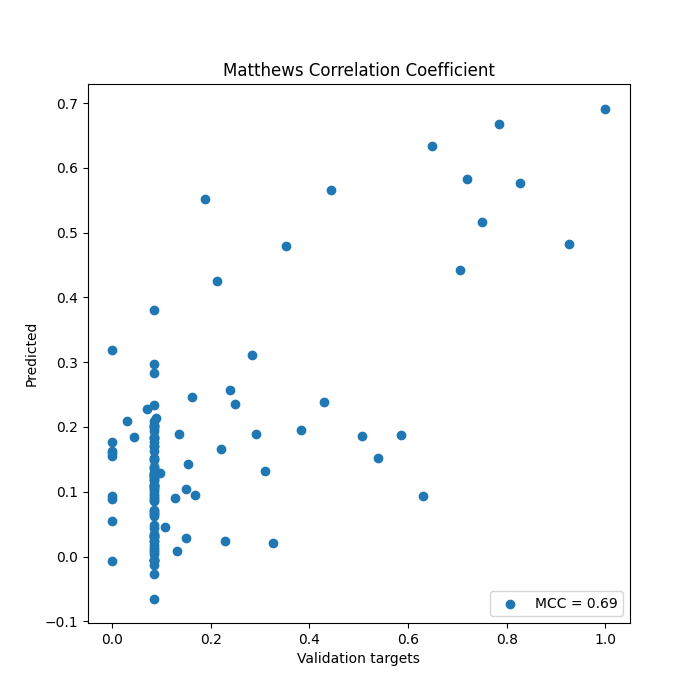 Matthews Correlation Coefficient
0.7
0.6
0.5
0.4
0.3
0.2
0.1
0.0
−0.1
Predicted
MCC = 0.69
0.0 0.2 0.4 0.6 0.8 1.0
Validation targets